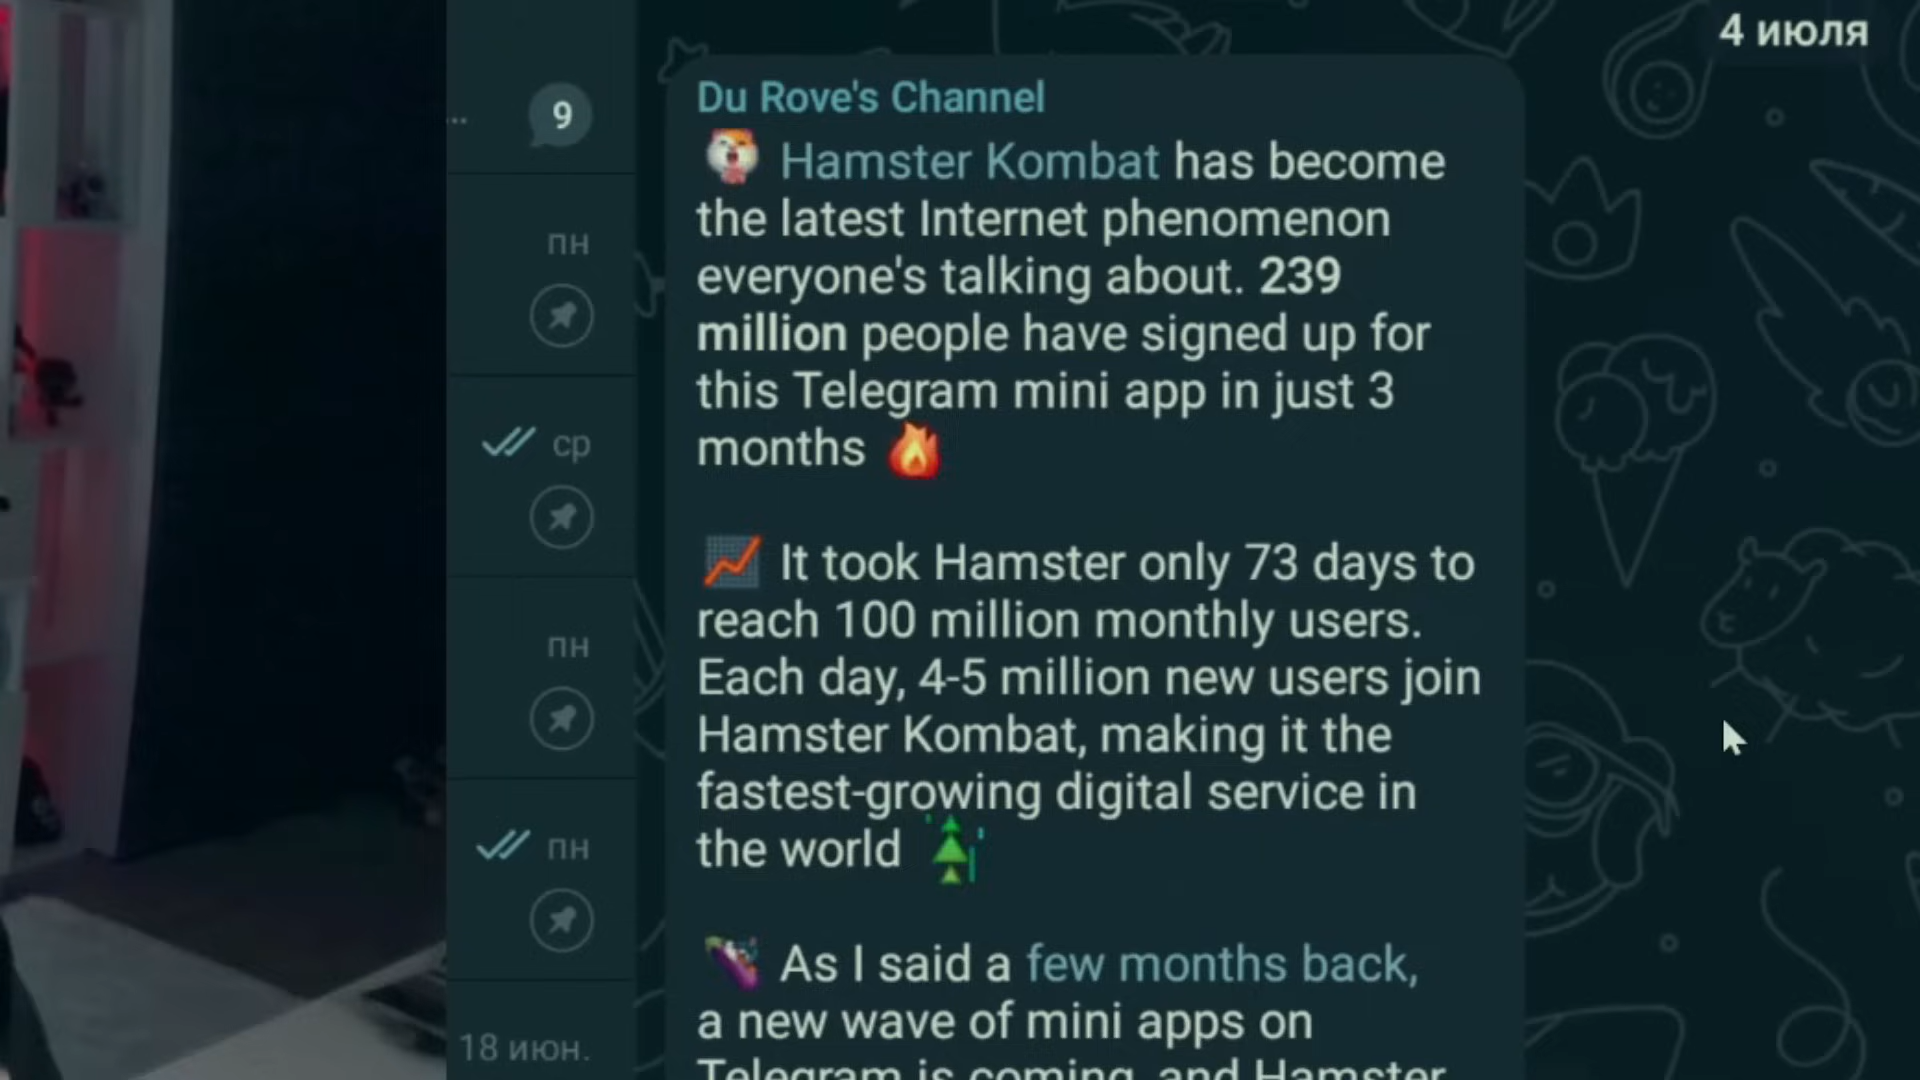 4 июля
Du Rove's Channel
Hamster Kombat has become
the latest Internet phenomenon
everyone's talking about. 239
million people have signed up for
this Telegram mini app in just 3
months
It took Hamster only 73 days to
reach 100 million monthly users.
Each day, 4-5 million new users join
Hamster Kombat, making it the
fastest-growing digital service in
the world
As I said a few months back,
a new wave of mini apps on
Telegram is coming, and Hamster
...
9
пн
ср
пн
пн
18 июн.